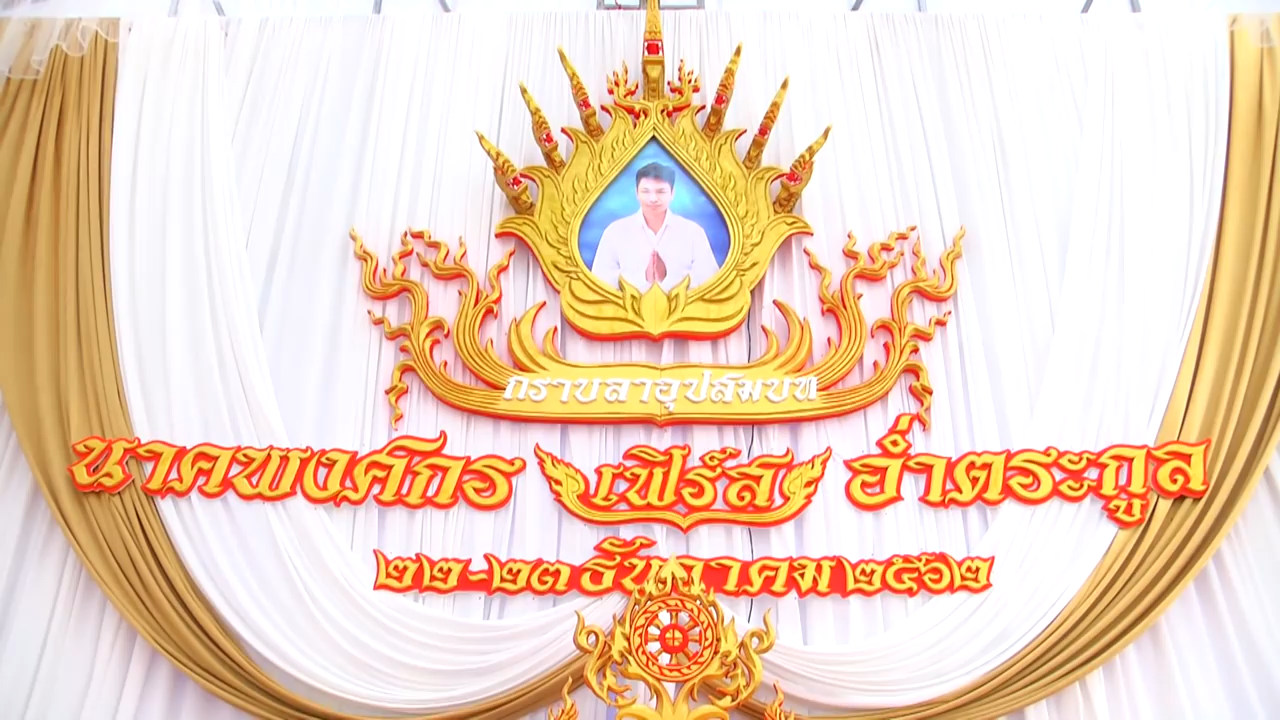 กราบลาอุปสมบท
นาคพงศกร เฟิร์ส อ่ำตระกูล
๒๒-๒๓ ธันวาคม ๒๕๖๒